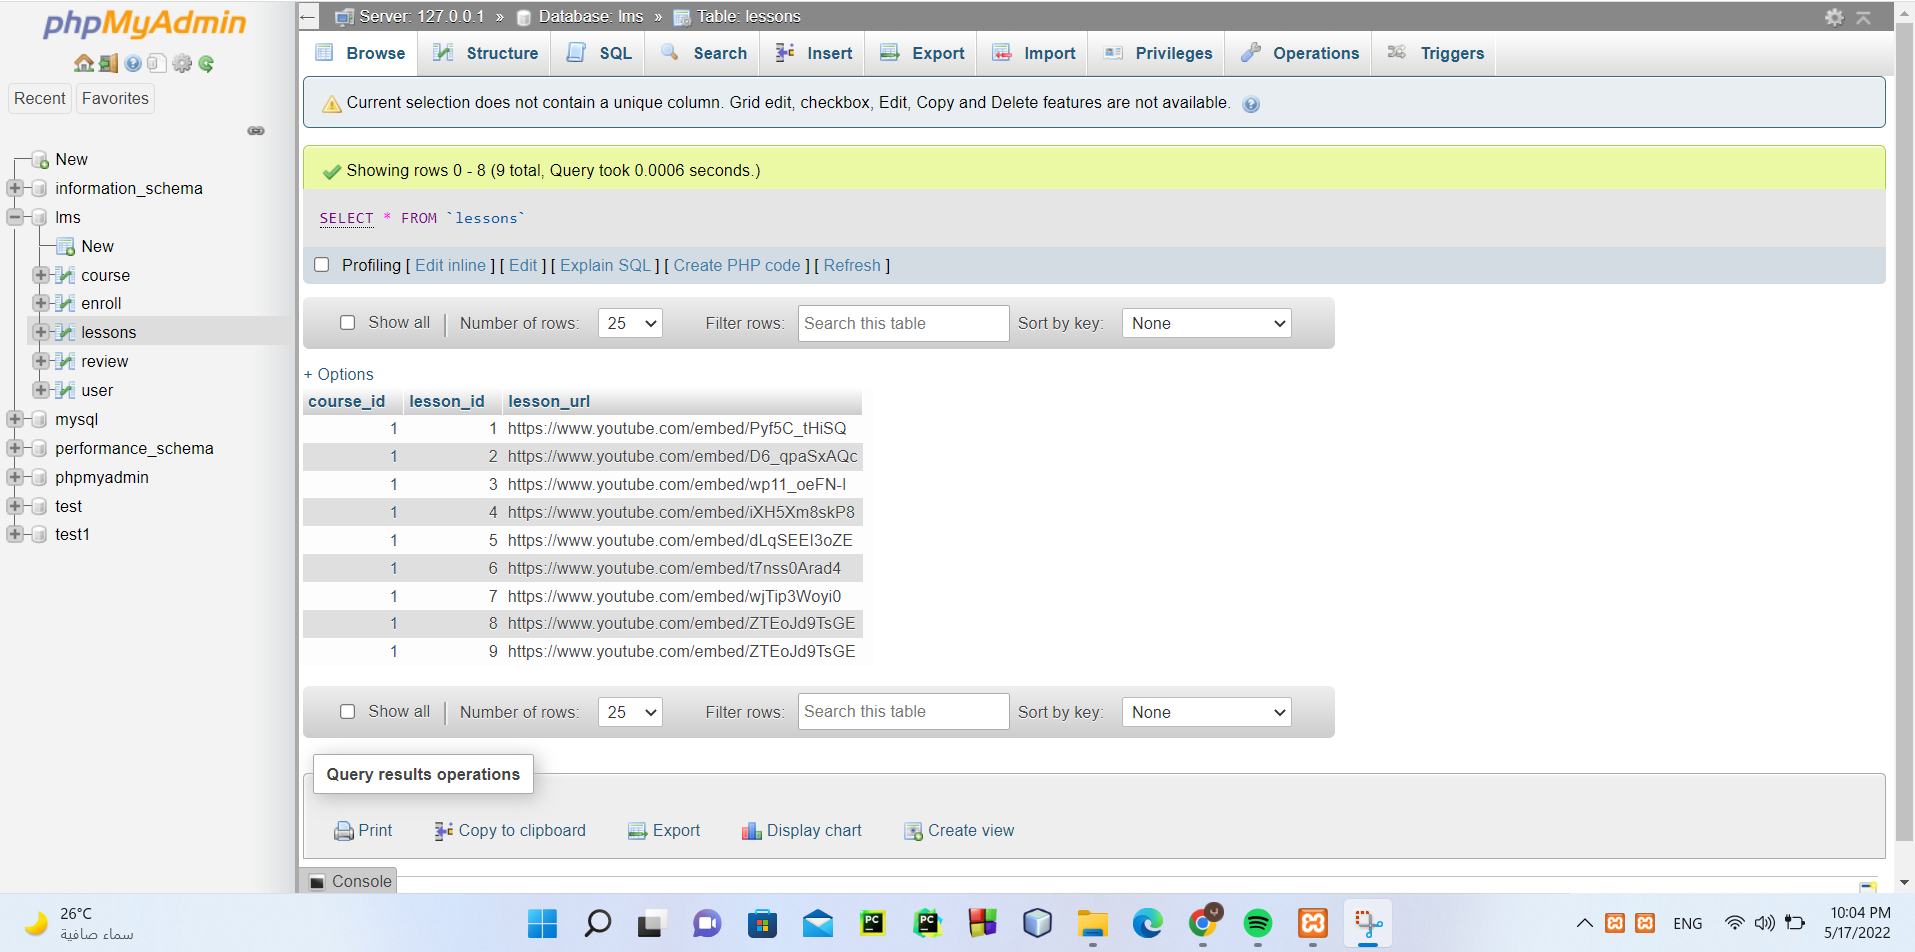 phpMyAdmin
Recent Favorites
New
information_schema
lms
New
course
enroll
lessons
review
user
mysql
performance_schema
phpmyadmin
test
test1
Server: 127.0.0.1 » Database: lms » Table: lessons
Browse Structure SQL Search Insert Export Import Privileges Operations Triggers
Current selection does not contain a unique column. Grid edit, checkbox, Edit, Copy and Delete features are not available.
Showing rows 0 - 8 (9 total, Query took 0.0006 seconds.)
SELECT * FROM `lessons`
Profiling [ Edit inline ] [ Edit ] [ Explain SQL ] [ Create PHP code ] [ Refresh ]
Show all Number of rows: 25 Filter rows: Search this table Sort by key: None
+ Options
course_id lesson_id lesson_url
1 1 https://www.youtube.com/embed/Pyf5C_tHiSQ
1 2 https://www.youtube.com/embed/D6_qpaSxAQc
1 3 https://www.youtube.com/embed/wp11_oeFN-I
1 4 https://www.youtube.com/embed/iXH5Xm8skP8
1 5 https://www.youtube.com/embed/dLqSEEI3oZE
1 6 https://www.youtube.com/embed/t7nss0Arad4
1 7 https://www.youtube.com/embed/wjTip3Woyi0
1 8 https://www.youtube.com/embed/ZTEoJd9TsGE
1 9 https://www.youtube.com/embed/ZTEoJd9TsGE
Show all Number of rows: 25 Filter rows: Search this table Sort by key: None
Query results operations
Print Copy to clipboard Export Display chart Create view
Console
26°C
سماء صافية
PC
PC
ENG
10:04 PM
5/17/2022